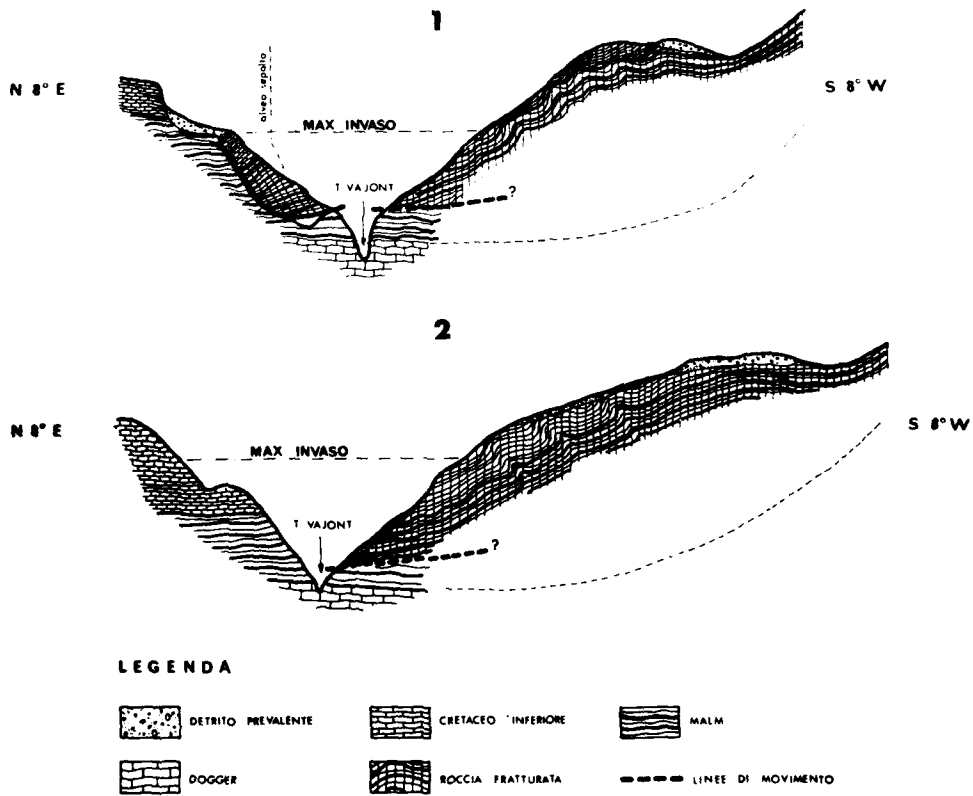 1
N 8° E
alveo sepolto
MAX INVASO
S 8° W
T VAJONT
?
2
N 8° E
MAX INVASO
S 8° W
T VAJONT
?
LEGENDA
DETRITO PREVALENTE
CRETACEO INFERIORE
MALM
DOGGER
ROCCIA FRATTURATA
LINEE DI MOVIMENTO